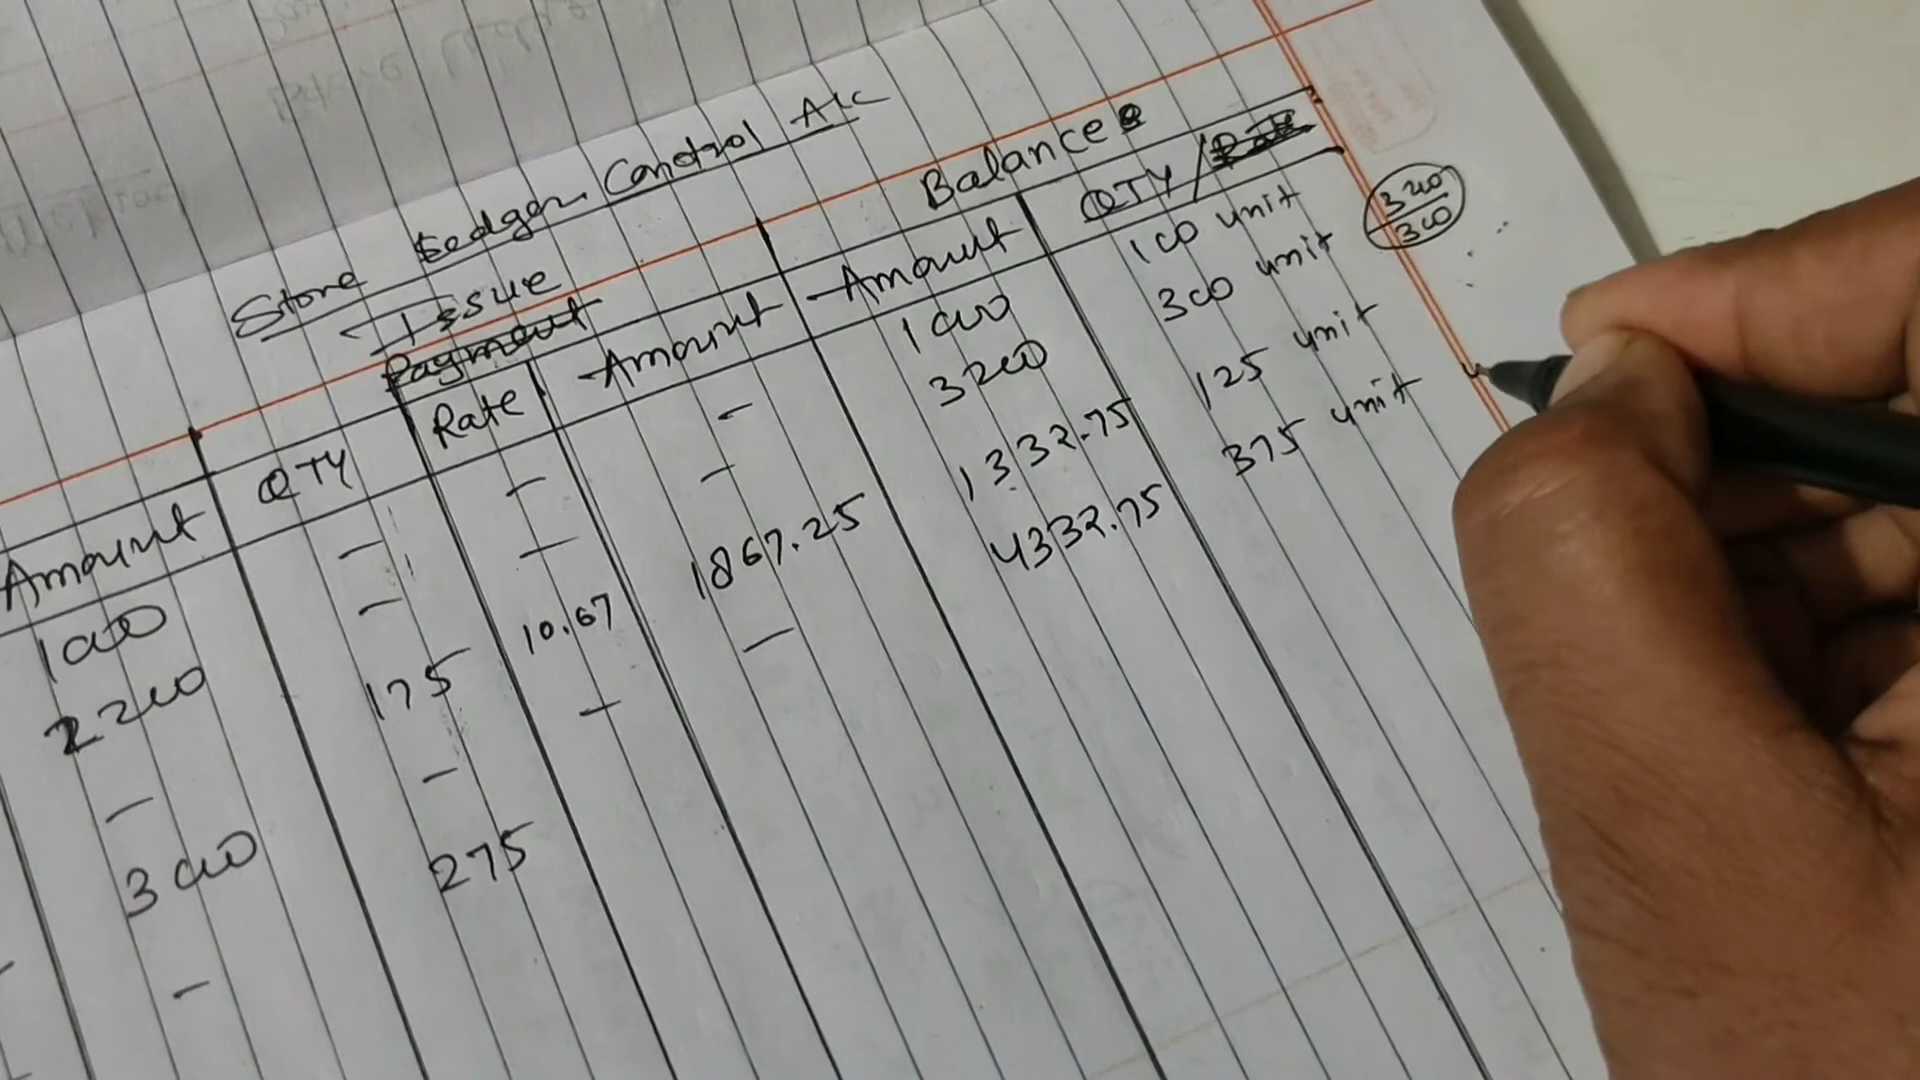 Store Ledger Control A/c
Issue
Payment
Balance
Amount QTY Rate Amount Amount QTY /
1000 - - - 1000 100 unit
2200 - - - 3200 300 unit
- 175 10.67 1867.25 1332.75 125 unit
3000 - - - 4332.75 375 unit
- 275
3200
300